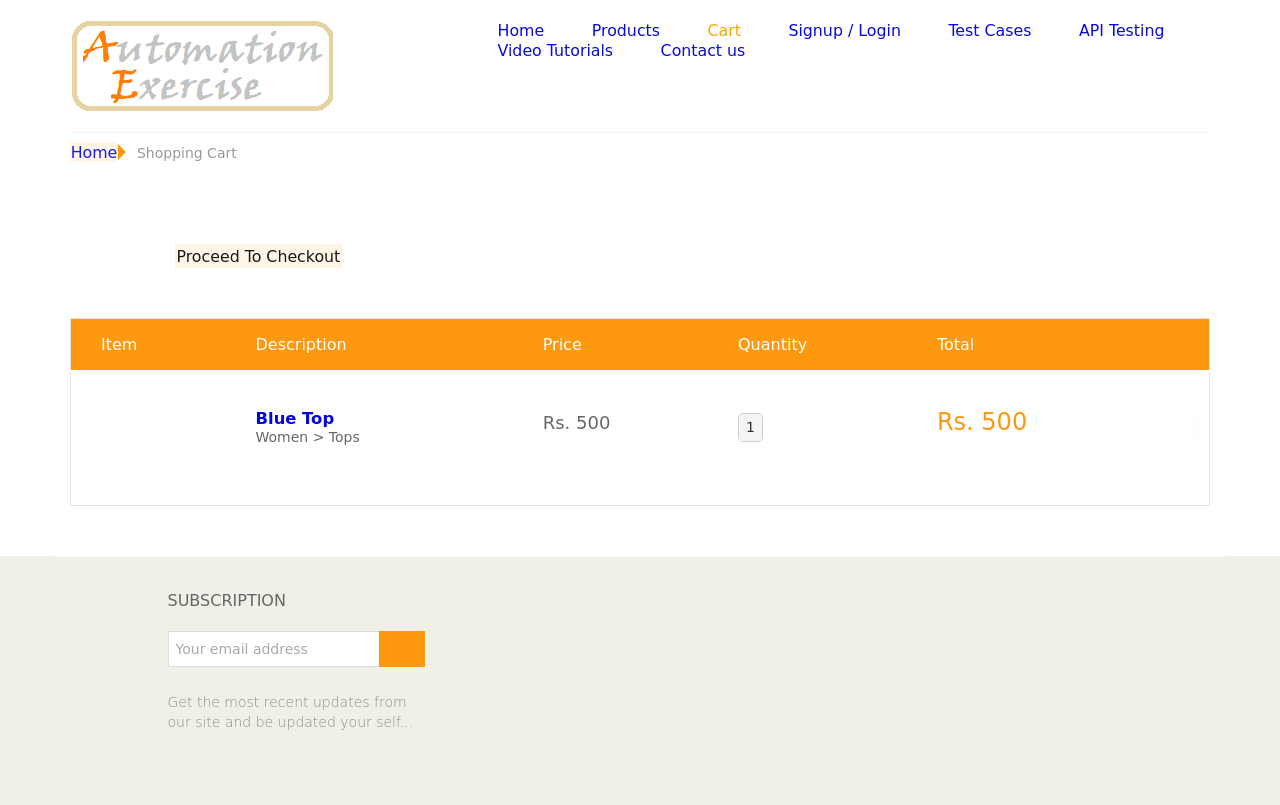 Automation
Exercise
Home Products Cart Signup / Login Test Cases API Testing
Video Tutorials Contact us
Home Shopping Cart
Proceed To Checkout
Item Description Price Quantity Total
Blue Top
Women > Tops
Rs. 500 1 Rs. 500
SUBSCRIPTION
Your email address
Get the most recent updates from
our site and be updated your self...